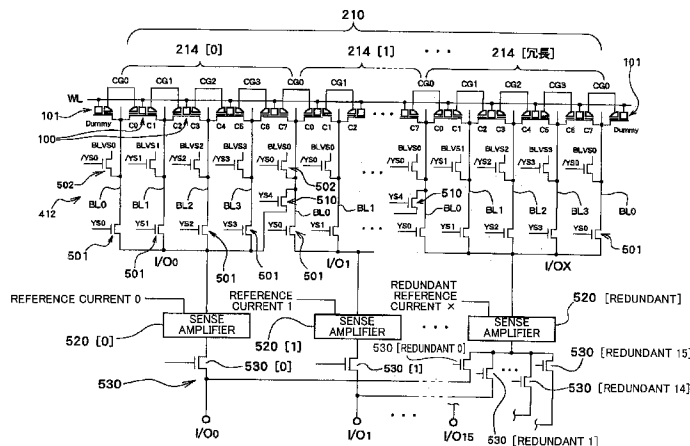 210
214 [0] 214 [1] ... 214 [冗長]
CG0 CG1 CG2 CG3 CG0 CG1 CG0 CG1 CG2 CG3 CG0 101
WL
101
Dummy C0 C1 C2 C3 C4 C5 C6 C7 C0 C1 C2 C7 C0 C1 C2 C3 C4 C5 C6 C7 Dummy
100
BLVS0 BLVS1 BLVS2 BLVS3 BLVS0 BLVS0 BLVS0 BLVS1 BLVS2 BLVS3 BLVS0
/YS0 /YS1 /YS2 /YS3 /YS0 /YS0 /YS0 /YS1 /YS2 /YS3 /YS0
502 502
YS4 510 YS4 510
412 BL0 BL1 BL2 BL3 BL0 BL1 BL0 BL1 BL2 BL3 BL0
YS0 YS1 YS2 YS3 YS0 YS1 YS0 YS1 YS2 YS3 YS0
501 I/O0 501 501 501 501 I/O1 I/OX 501
REFERENCE CURRENT 0
REFERENCE CURRENT 1
REDUNDANT REFERENCE CURRENT ×
SENSE AMPLIFIER
SENSE AMPLIFIER
SENSE AMPLIFIER
520 [0]
520 [1]
520 [REDUNDANT]
530 530 [0]
530 [1]
530 [REDUNDANT 0]
530 [REDUNDANT 15]
530 [REDUNDANT 14]
530 [REDUNDANT 1]
I/O0 I/O1 I/O15